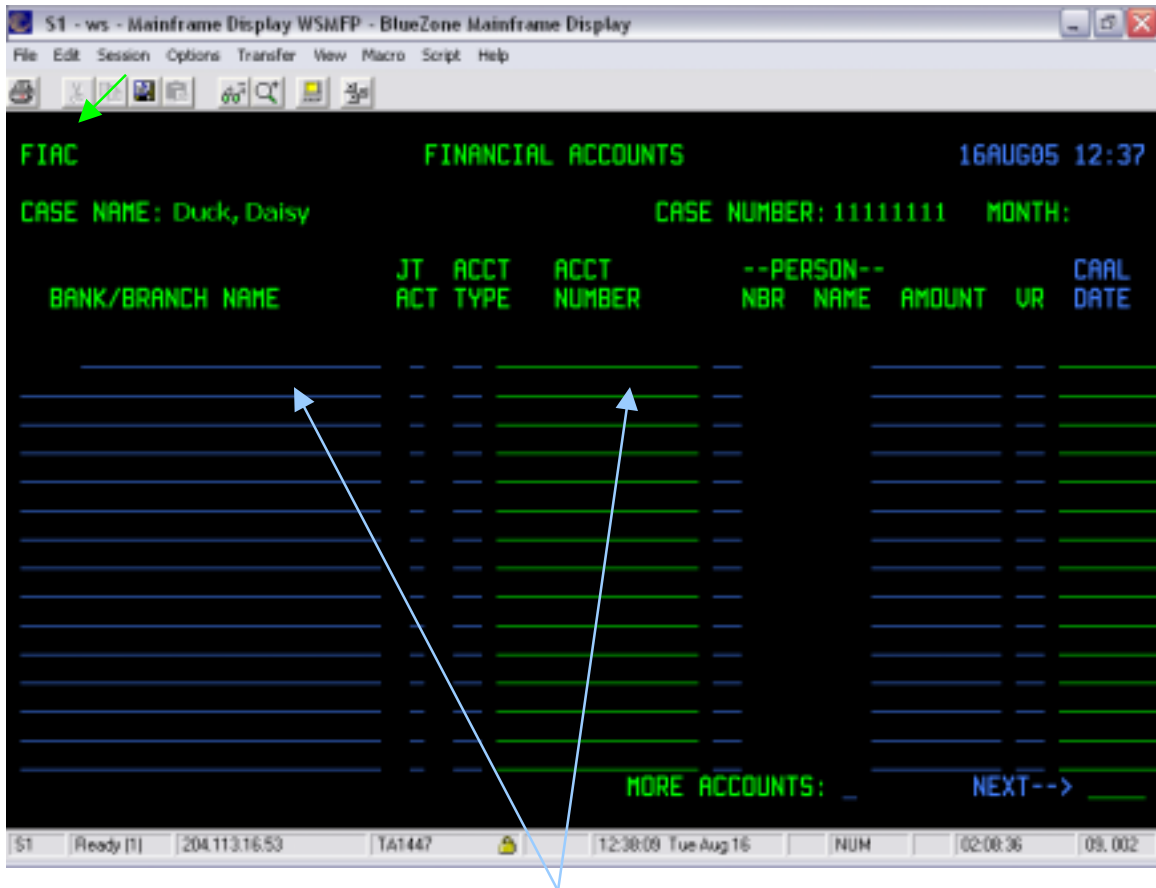 S1 - ws - Mainframe Display WSMFP - BlueZone Mainframe Display
File Edit Session Options Transfer View Macro Script Help
FIAC FINANCIAL ACCOUNTS 16AUG05 12:37
CASE NAME: Duck, Daisy CASE NUMBER: 11111111 MONTH:
JT ACCT ACCT --PERSON-- CAAL
BANK/BRANCH NAME ACT TYPE NUMBER NBR NAME AMOUNT VR DATE
MORE ACCOUNTS: _ NEXT--> ____
S1 Ready (1) 204.113.16.53 TA1447 12:38:09 Tue Aug 16 NUM 02:08:36 09, 002